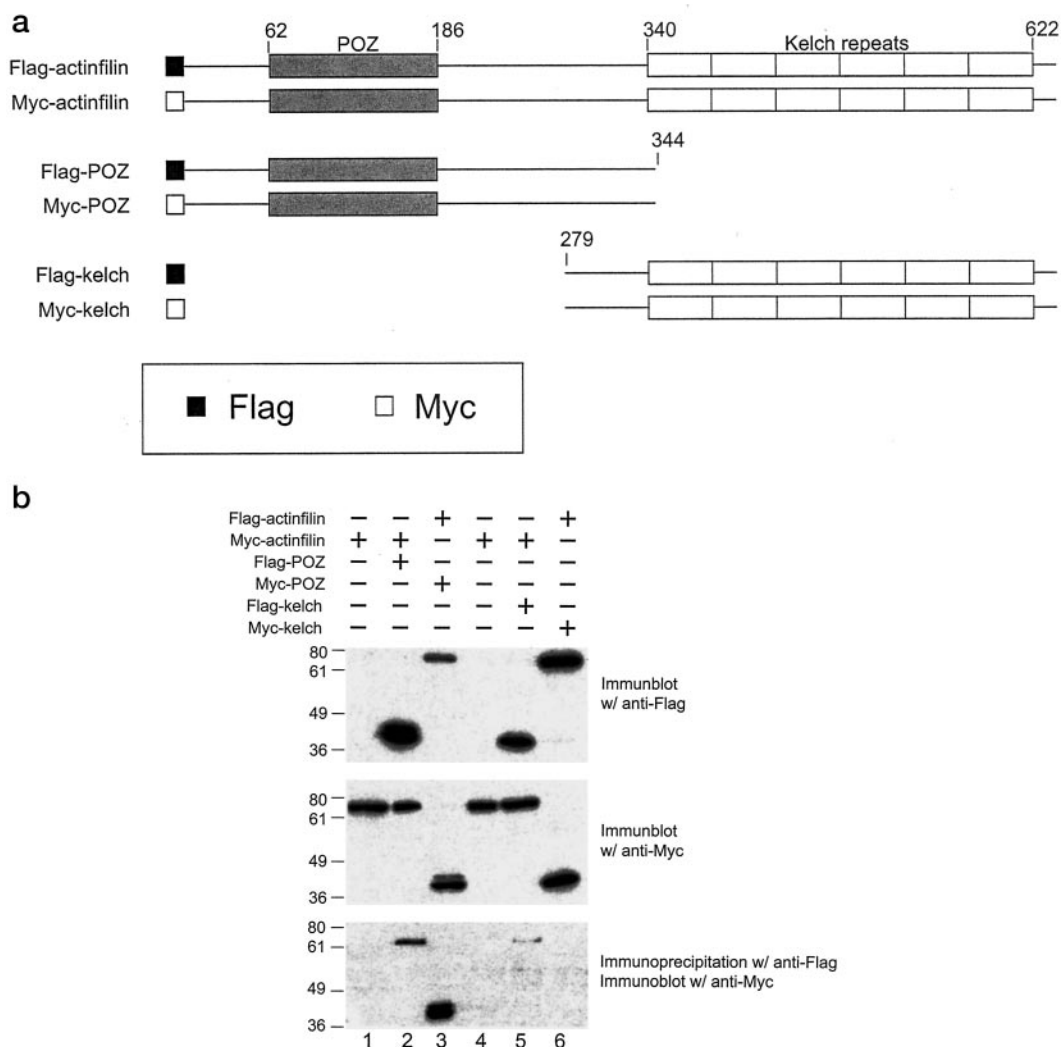 a
62 POZ 186 340 Kelch repeats 622
Flag-actinfilin
Myc-actinfilin
344
Flag-POZ
Myc-POZ
279
Flag-kelch
Myc-kelch
Flag Myc
b
Flag-actinfilin − − + − − +
Myc-actinfilin + + − + + −
Flag-POZ − + − − − −
Myc-POZ − − + − − −
Flag-kelch − − − − + −
Myc-kelch − − − − − +
80
61
49
36
Immunblot
w/ anti-Flag
80
61
49
36
Immunblot
w/ anti-Myc
80
61
49
36
Immunoprecipitation w/ anti-Flag
Immunoblot w/ anti-Myc
1 2 3 4 5 6